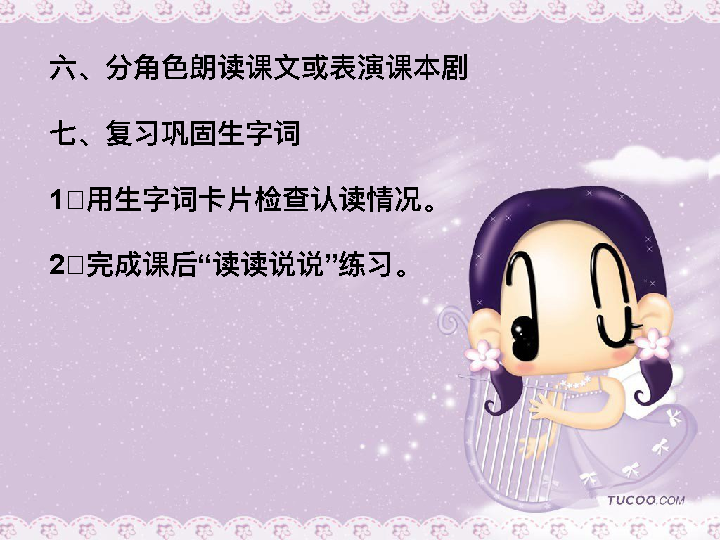 六、分角色朗读课文或表演课本剧
七、复习巩固生字词
1□用生字词卡片检查认读情况。
2□完成课后“读读说说”练习。
TUCOO.COM